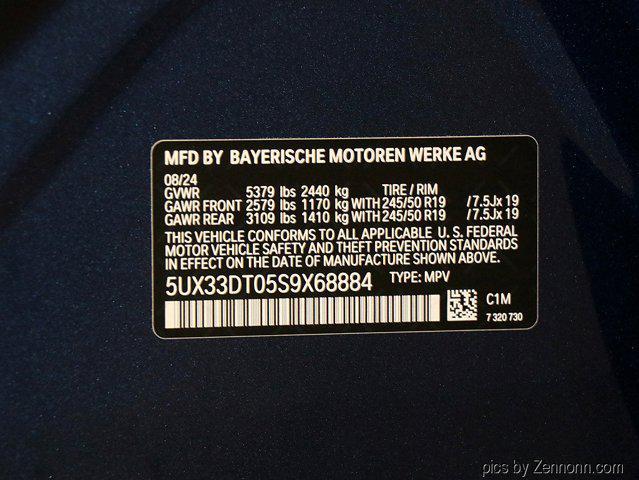 MFD BY BAYERISCHE MOTOREN WERKE AG
08/24
GVWR 5379 lbs 2440 kg TIRE / RIM
GAWR FRONT 2579 lbs 1170 kg WITH 245/50 R19 / 7.5Jx 19
GAWR REAR 3109 lbs 1410 kg WITH 245/50 R19 / 7.5Jx 19
THIS VEHICLE CONFORMS TO ALL APPLICABLE U.S. FEDERAL
MOTOR VEHICLE SAFETY AND THEFT PREVENTION STANDARDS
IN EFFECT ON THE DATE OF MANUFACTURE SHOWN ABOVE.
5UX33DT05S9X68884 TYPE: MPV
C1M
7 320 730
pics by Zennonn.com